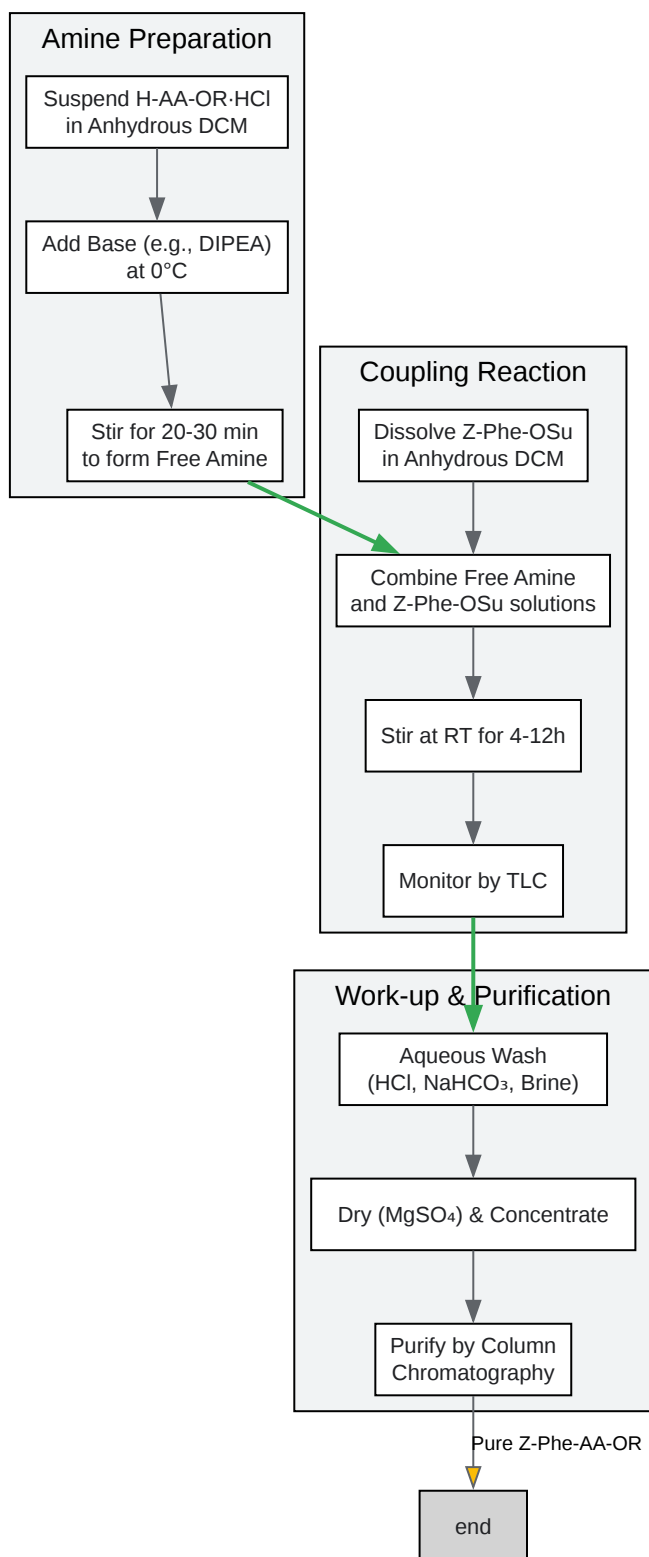 Amine Preparation
Suspend H-AA-OR·HCl
in Anhydrous DCM
Add Base (e.g., DIPEA)
at 0°C
Stir for 20-30 min
to form Free Amine
Coupling Reaction
Dissolve Z-Phe-OSu
in Anhydrous DCM
Combine Free Amine
and Z-Phe-OSu solutions
Stir at RT for 4-12h
Monitor by TLC
Work-up & Purification
Aqueous Wash
(HCl, NaHCO₃, Brine)
Dry (MgSO₄) & Concentrate
Purify by Column
Chromatography
Pure Z-Phe-AA-OR
end